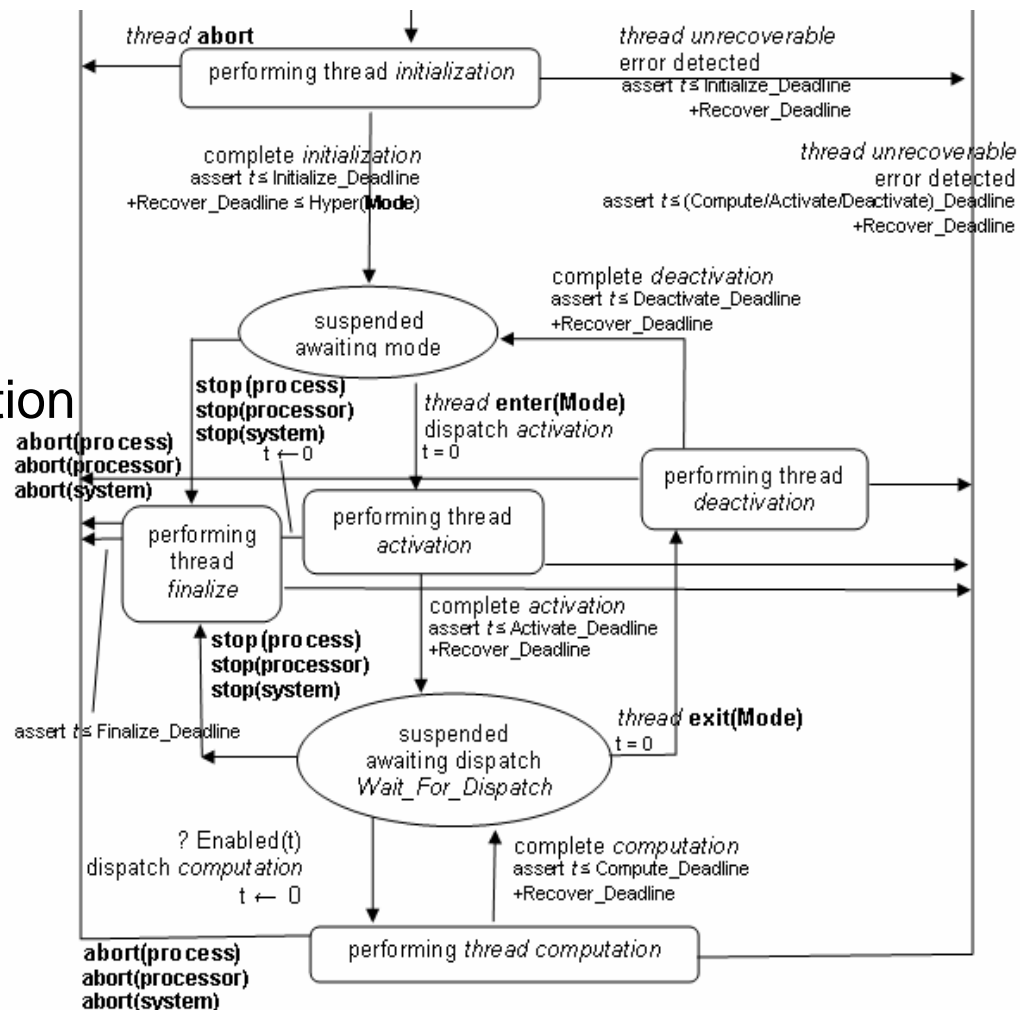 thread abort
performing thread initialization
thread unrecoverable
error detected
assert t ≤ Initialize_Deadline
+Recover_Deadline
complete initialization
assert t ≤ Initialize_Deadline
+Recover_Deadline ≤ Hyper(Mode)
thread unrecoverable
error detected
assert t ≤ (Compute/Activate/Deactivate)_Deadline
+Recover_Deadline
complete deactivation
assert t ≤ Deactivate_Deadline
+Recover_Deadline
suspended
awaiting mode
tion
stop(process)
stop(processor)
stop(system)
t ← 0
thread enter(Mode)
dispatch activation
t = 0
abort(process)
abort(processor)
abort(system)
performing thread
deactivation
performing thread
activation
performing
thread
finalize
complete activation
assert t ≤ Activate_Deadline
+Recover_Deadline
stop(process)
stop(processor)
stop(system)
assert t ≤ Finalize_Deadline
suspended
awaiting dispatch
Wait_For_Dispatch
thread exit(Mode)
t = 0
? Enabled(t)
dispatch computation
t ← 0
complete computation
assert t ≤ Compute_Deadline
+Recover_Deadline
performing thread computation
abort(process)
abort(processor)
abort(system)